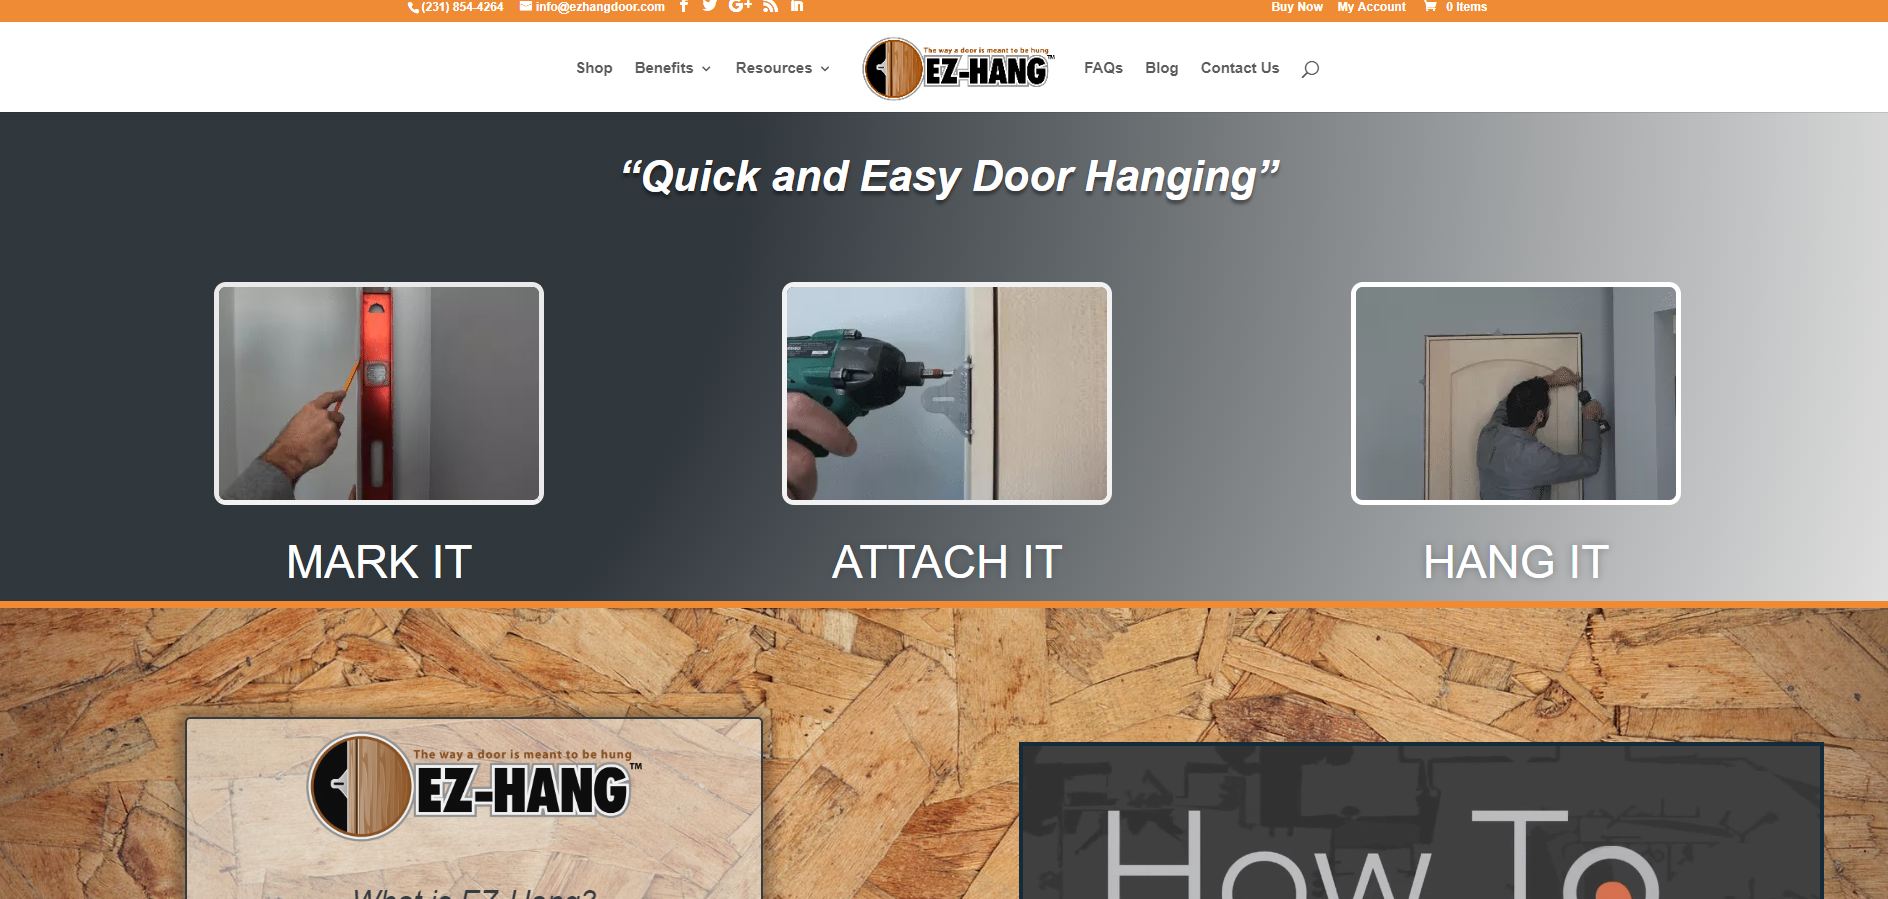 (231) 854-4264 info@ezhangdoor.com Buy Now My Account 0 Items
Shop Benefits Resources The way a door is meant to be hung EZ-HANG™ FAQs Blog Contact Us
“Quick and Easy Door Hanging”
MARK IT ATTACH IT HANG IT
The way a door is meant to be hung
EZ-HANG™
What is EZ-Hang?
How To